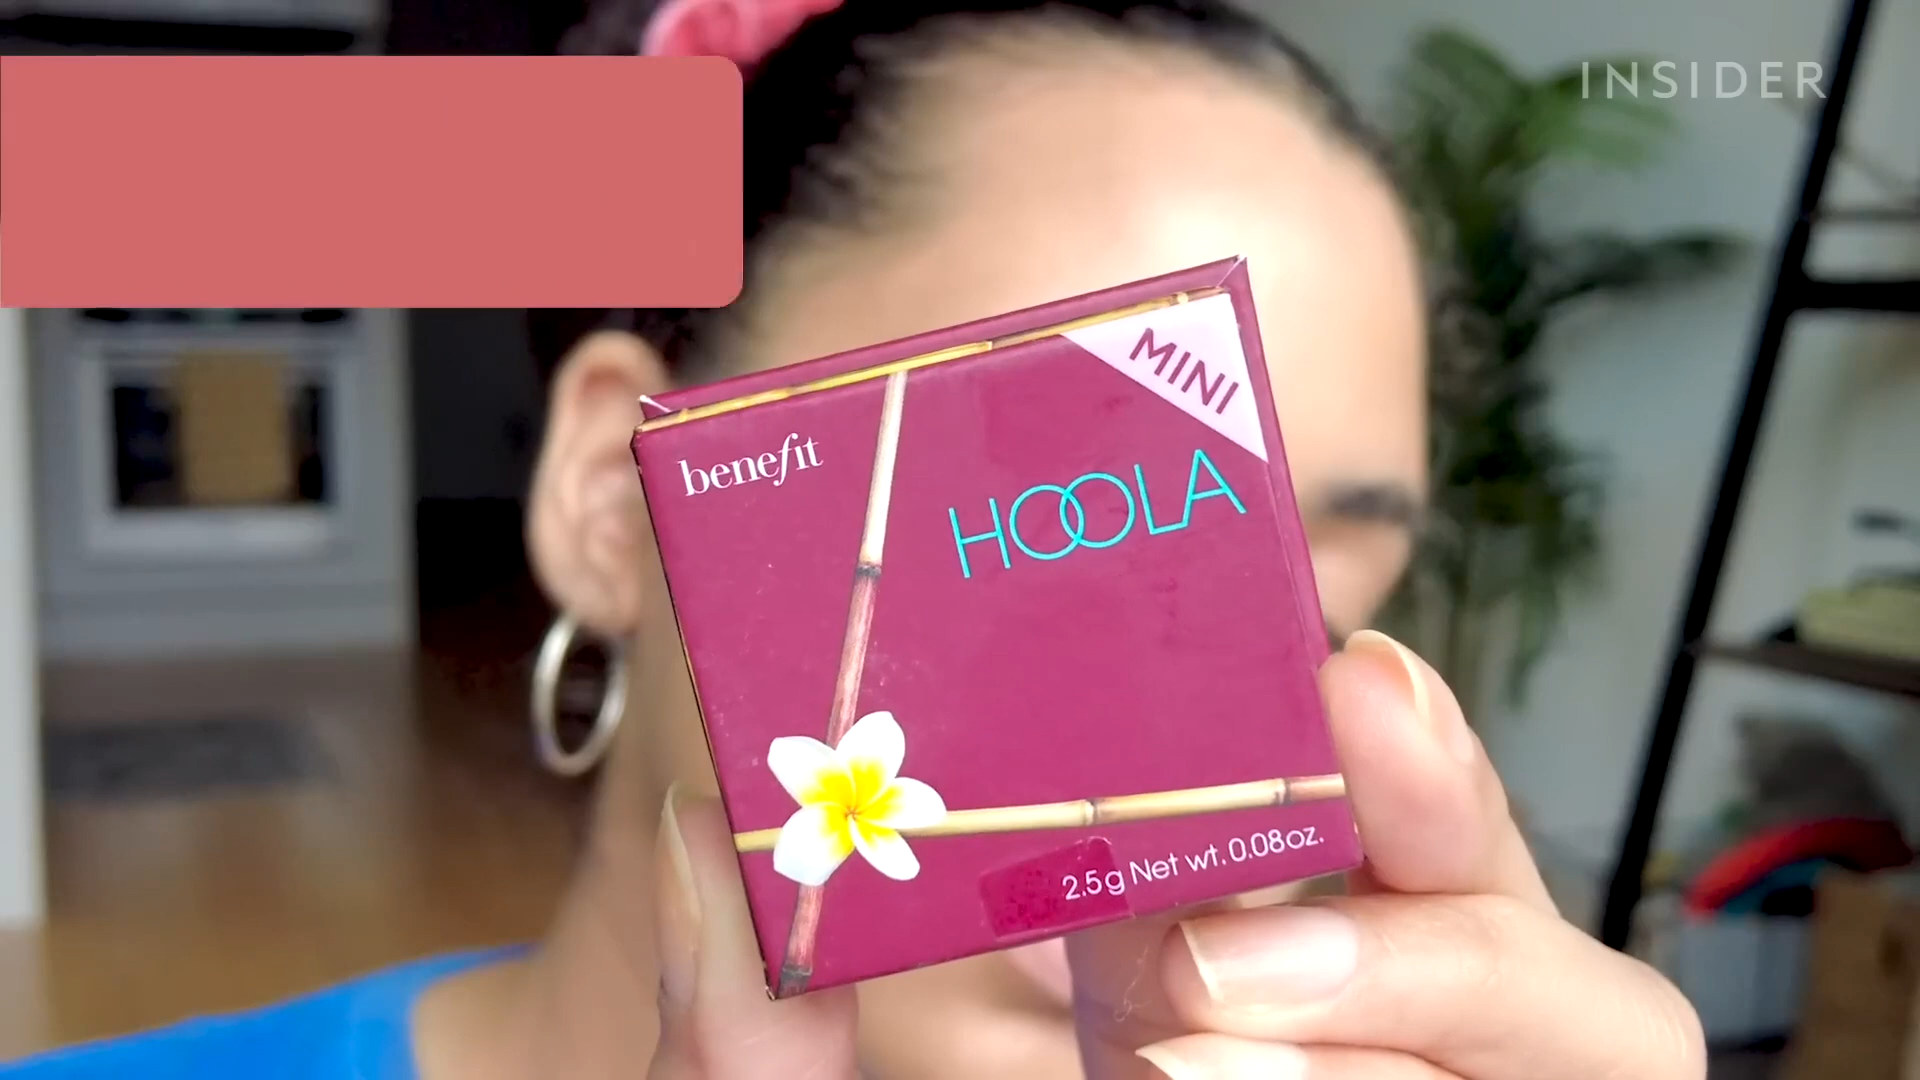 INSIDER
MINI
benefit
HOOLA
2.5g Net wt. 0.08oz.